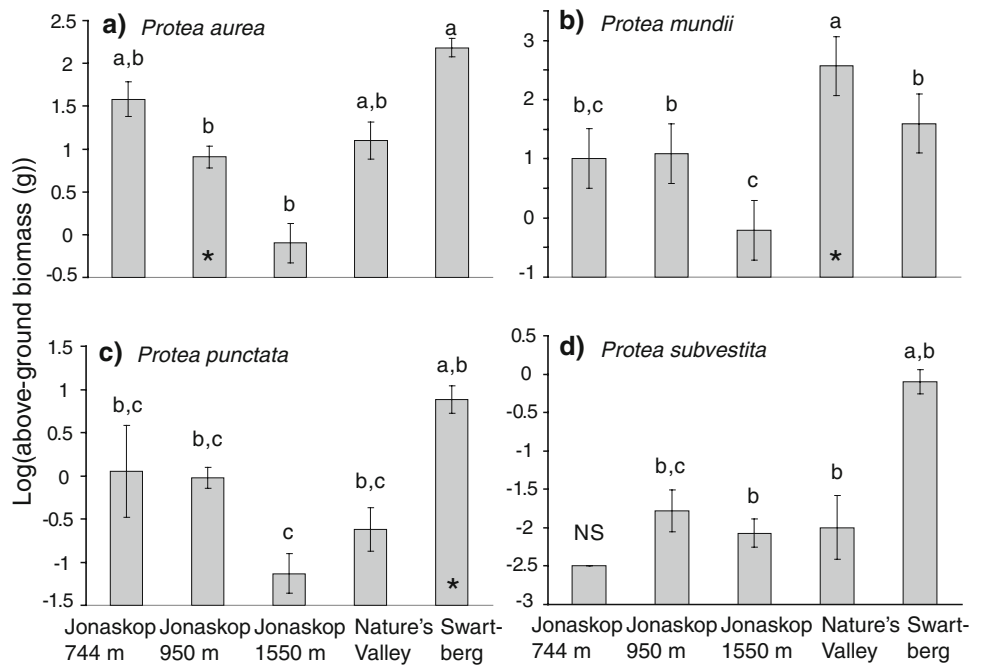 Log(above-ground biomass (g))
a) Protea aurea
2.5
2
1.5
1
0.5
0
-0.5
a,b
b
*
b
a,b
a
b) Protea mundii
3
2
1
0
-1
b,c
b
c
a
*
b
c) Protea punctata
1.5
1
0.5
0
-0.5
-1
-1.5
b,c
b,c
c
b,c
a,b
*
Jonaskop 744 m
Jonaskop 950 m
Jonaskop 1550 m
Nature's Valley
Swart-berg
d) Protea subvestita
0.5
0
-0.5
-1
-1.5
-2
-2.5
-3
NS
b,c
b
b
a,b
Jonaskop 744 m
Jonaskop 950 m
Jonaskop 1550 m
Nature's Valley
Swart-berg